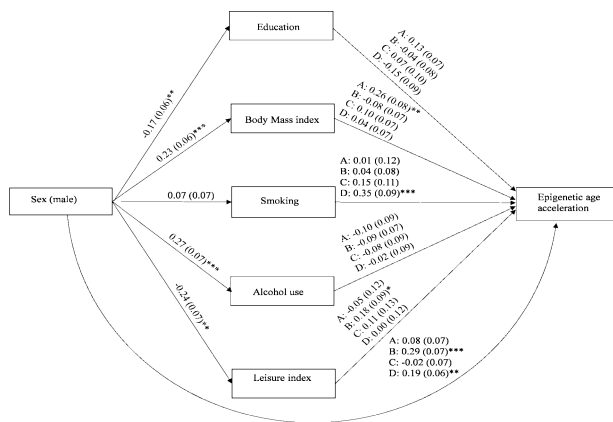 Education
A: 0.13 (0.07)
B: -0.04 (0.08)
C: 0.07 (0.10)
D: -0.15 (0.09)
-0.17 (0.06)**
A: 0.26 (0.08)**
B: -0.08 (0.07)
C: 0.10 (0.07)
D: 0.04 (0.07)
Body Mass index
0.23 (0.06)***
A: 0.01 (0.12)
B: 0.04 (0.08)
C: 0.15 (0.11)
D: 0.35 (0.09)***
Sex (male)
0.07 (0.07)
Smoking
Epigenetic age
acceleration
0.27 (0.07)***
A: -0.10 (0.09)
B: -0.09 (0.07)
C: -0.08 (0.09)
D: -0.02 (0.09)
Alcohol use
-0.24 (0.07)**
A: -0.05 (0.12)
B: 0.18 (0.09)*
C: 0.11 (0.13)
D: 0.00 (0.12)
Leisure index
A: 0.08 (0.07)
B: 0.29 (0.07)***
C: -0.02 (0.07)
D: 0.19 (0.06)**